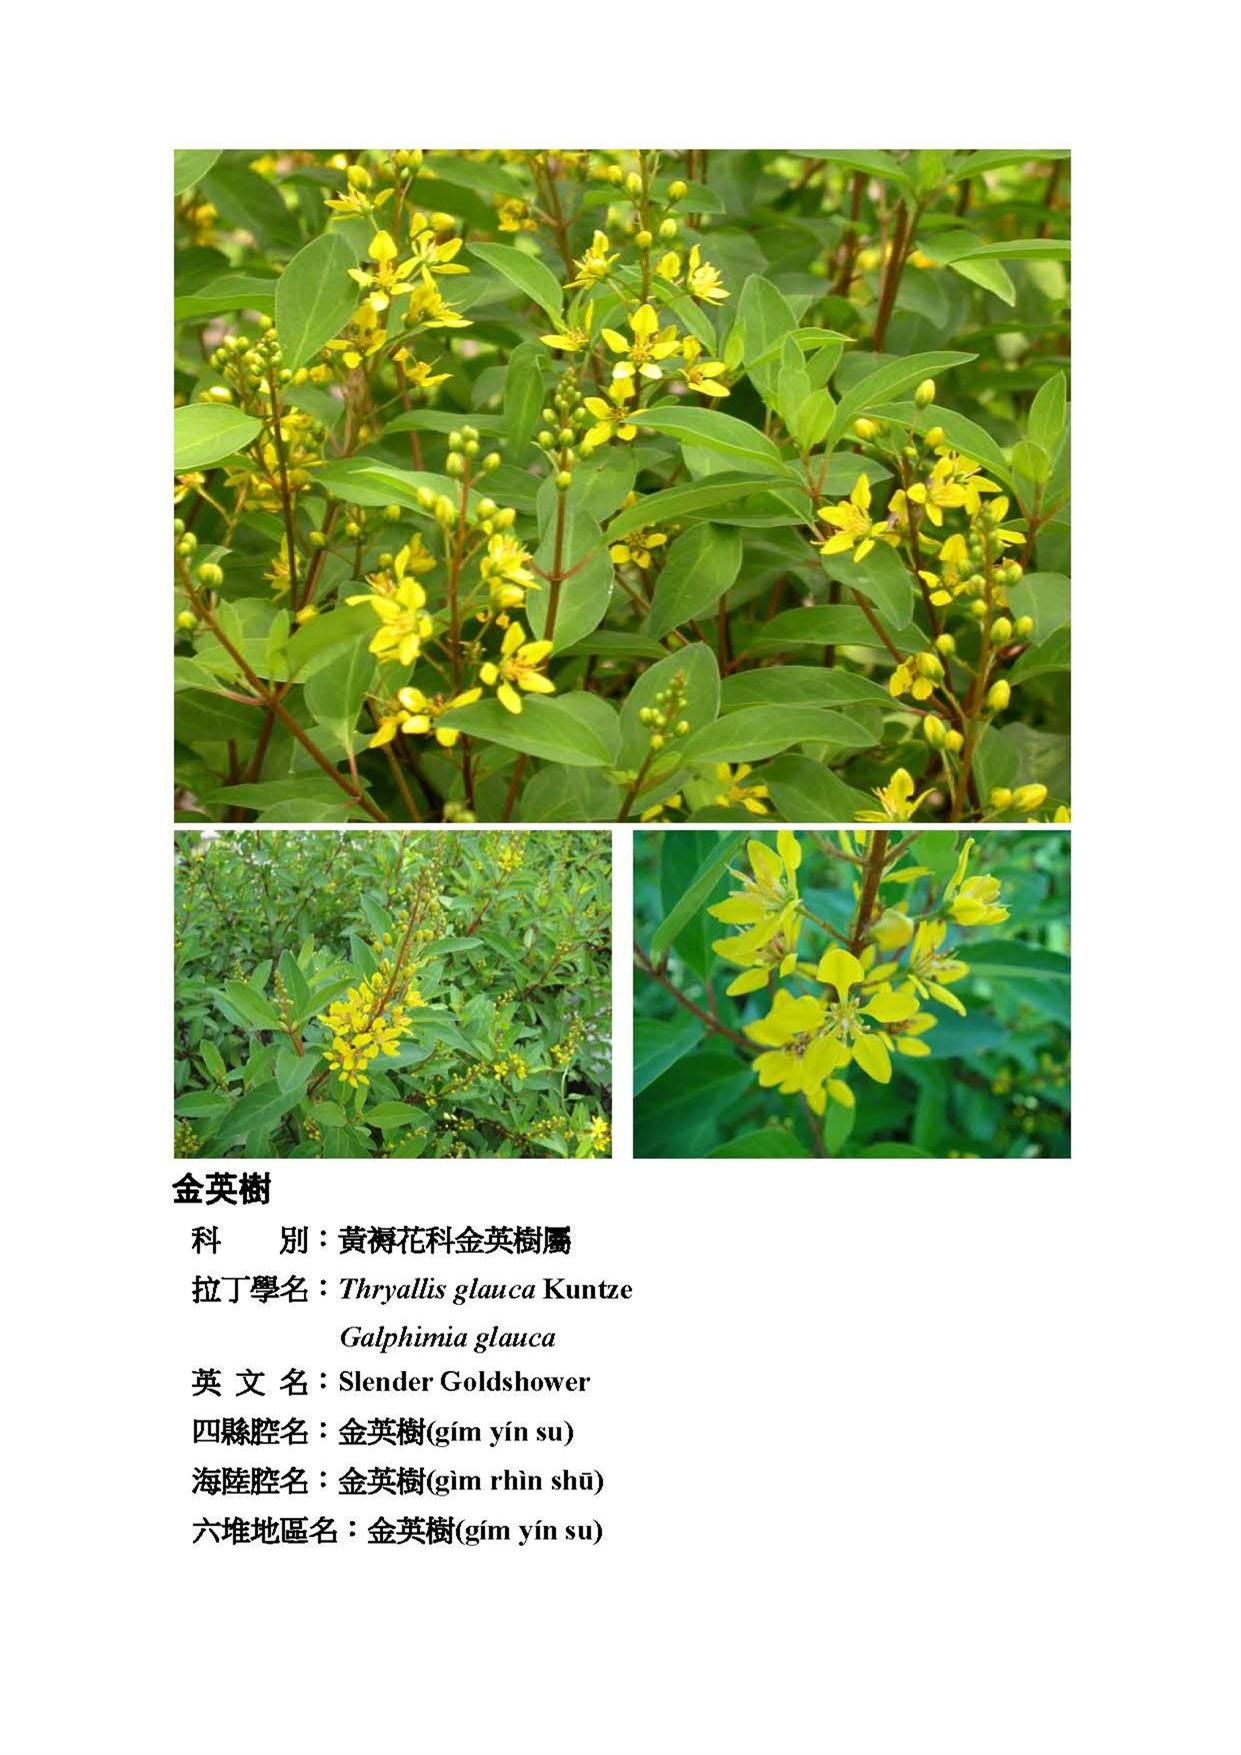 金英樹
科　　別：黃褥花科金英樹屬
拉丁學名：Thryallis glauca Kuntze
Galphimia glauca
英 文 名：Slender Goldshower
四縣腔名：金英樹(gím yín su)
海陸腔名：金英樹(gìm rhìn shū)
六堆地區名：金英樹(gím yín su)